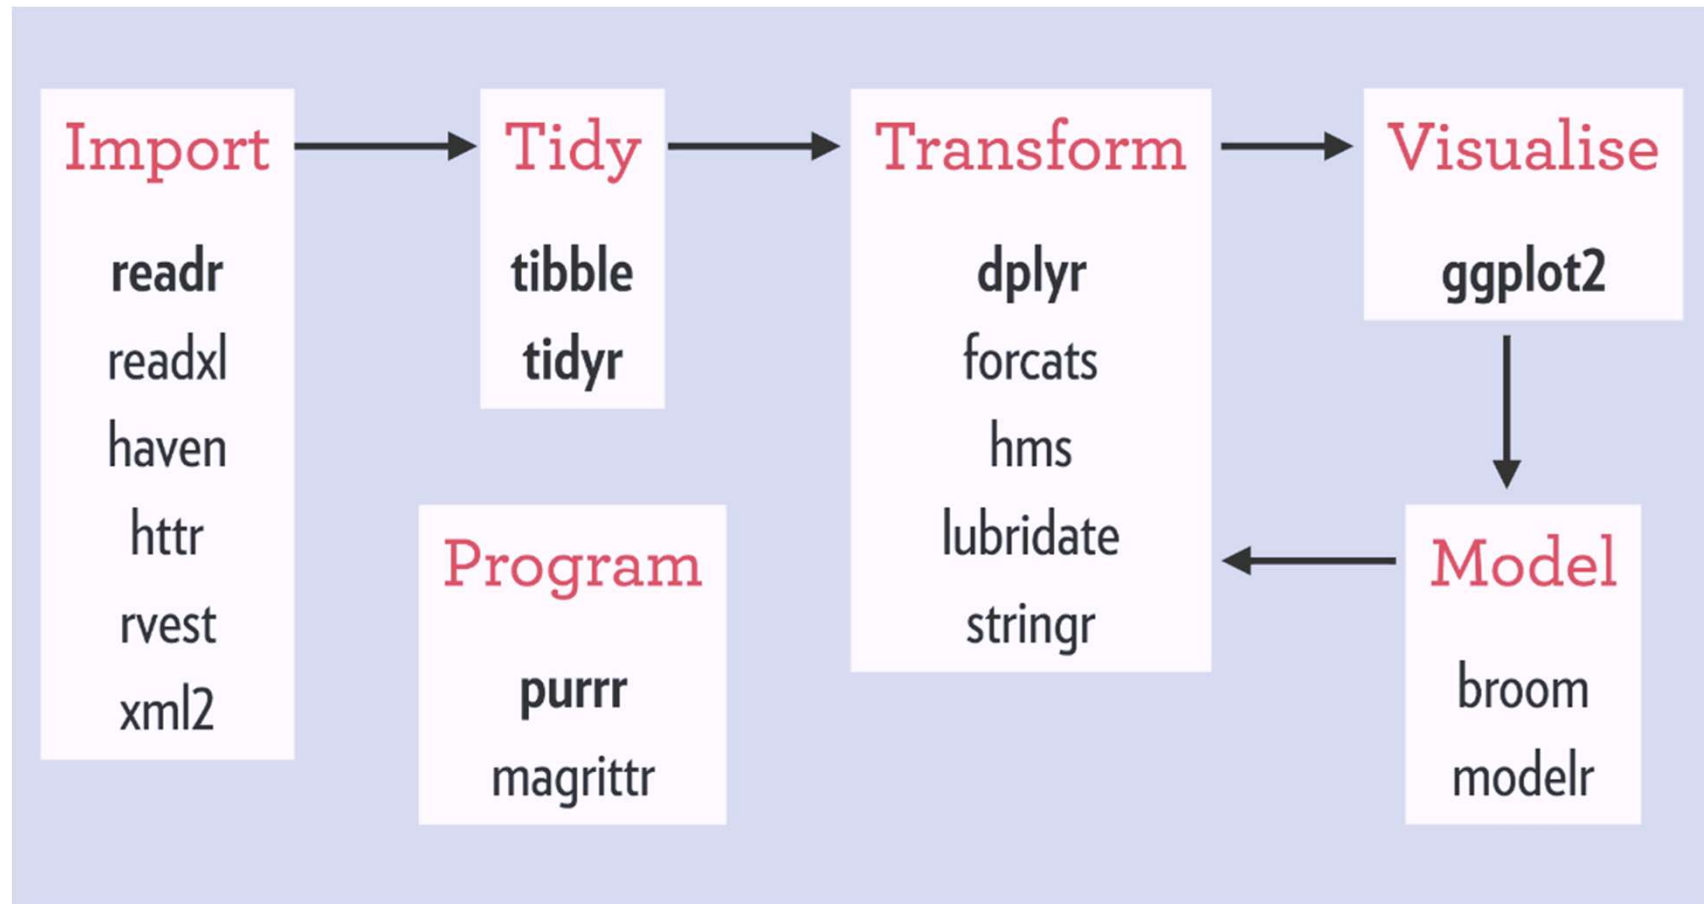 Import
readr
readxl
haven
httr
rvest
xml2
Tidy
tibble
tidyr
Program
purrr
magrittr
Transform
dplyr
forcats
hms
lubridate
stringr
Visualise
ggplot2
Model
broom
modelr